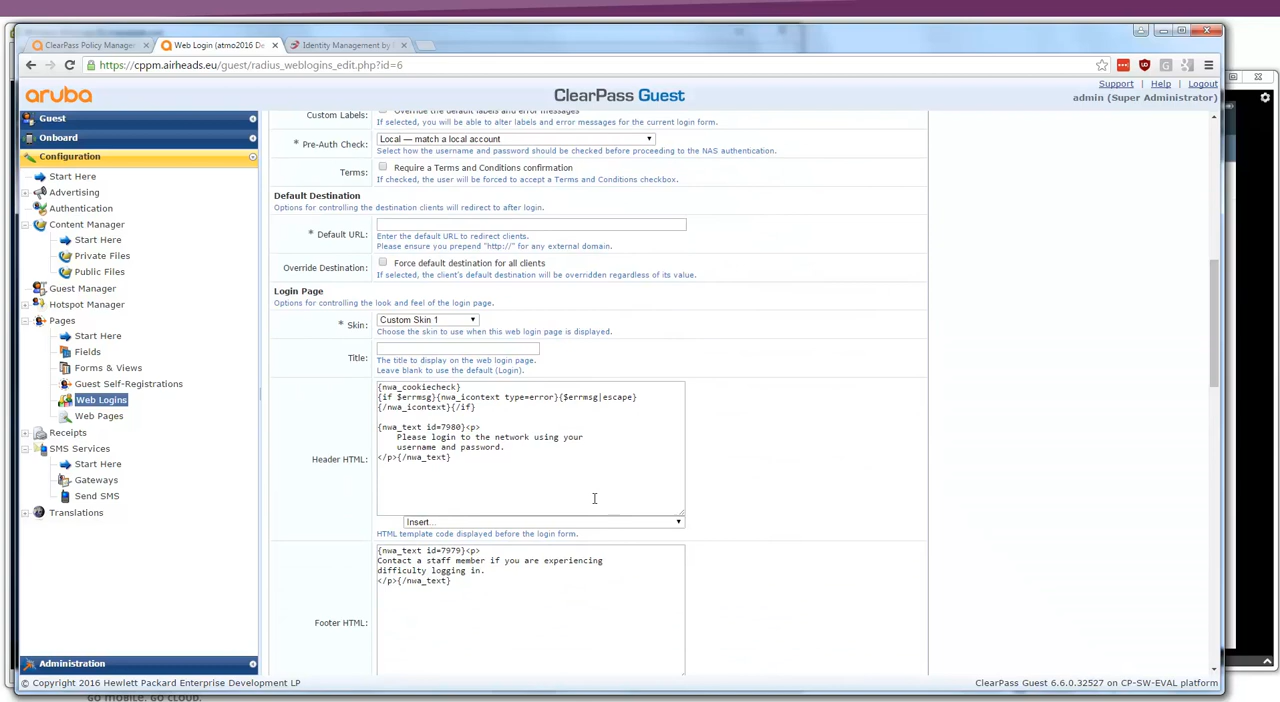 ClearPass Policy Manage
Web Login (atmo2016 De
Identity Management by
https://cppm.airheads.eu/guest/radius_weblogins_edit.php?id=6
aruba
ClearPass Guest
Support | Help | Logout
admin (Super Administrator)
Guest
Onboard
Configuration
Start Here
Advertising
Authentication
Content Manager
Start Here
Private Files
Public Files
Guest Manager
Hotspot Manager
Pages
Start Here
Fields
Forms & Views
Guest Self-Registrations
Web Logins
Web Pages
Receipts
SMS Services
Start Here
Gateways
Send SMS
Translations
Administration
Custom Labels:
Override the default labels and error messages
If selected, you will be able to alter labels and error messages for the current login form.
* Pre-Auth Check:
Local — match a local account
Select how the username and password should be checked before proceeding to the NAS authentication.
Terms:
Require a Terms and Conditions confirmation
If checked, the user will be forced to accept a Terms and Conditions checkbox.
Default Destination
Options for controlling the destination clients will redirect to after login.
* Default URL:
Enter the default URL to redirect clients.
Please ensure you prepend "http://" for any external domain.
Override Destination:
Force default destination for all clients
If selected, the client's default destination will be overridden regardless of its value.
Login Page
Options for controlling the look and feel of the login page.
* Skin:
Custom Skin 1
Choose the skin to use when this web login page is displayed.
Title:
The title to display on the web login page.
Leave blank to use the default (Login).
Header HTML:
{nwa_cookiecheck}
{if $errmsg}{nwa_icontext type=error}{$errmsg|escape}
{/nwa_icontext}{/if}
{nwa_text id=7980}<p>
Please login to the network using your
username and password.
</p>{/nwa_text}
Insert...
HTML template code displayed before the login form.
Footer HTML:
{nwa_text id=7979}<p>
Contact a staff member if you are experiencing
difficulty logging in.
</p>{/nwa_text}
© Copyright 2016 Hewlett Packard Enterprise Development LP
ClearPass Guest 6.6.0.32527 on CP-SW-EVAL platform
GO MOBILE. GO CLOUD.